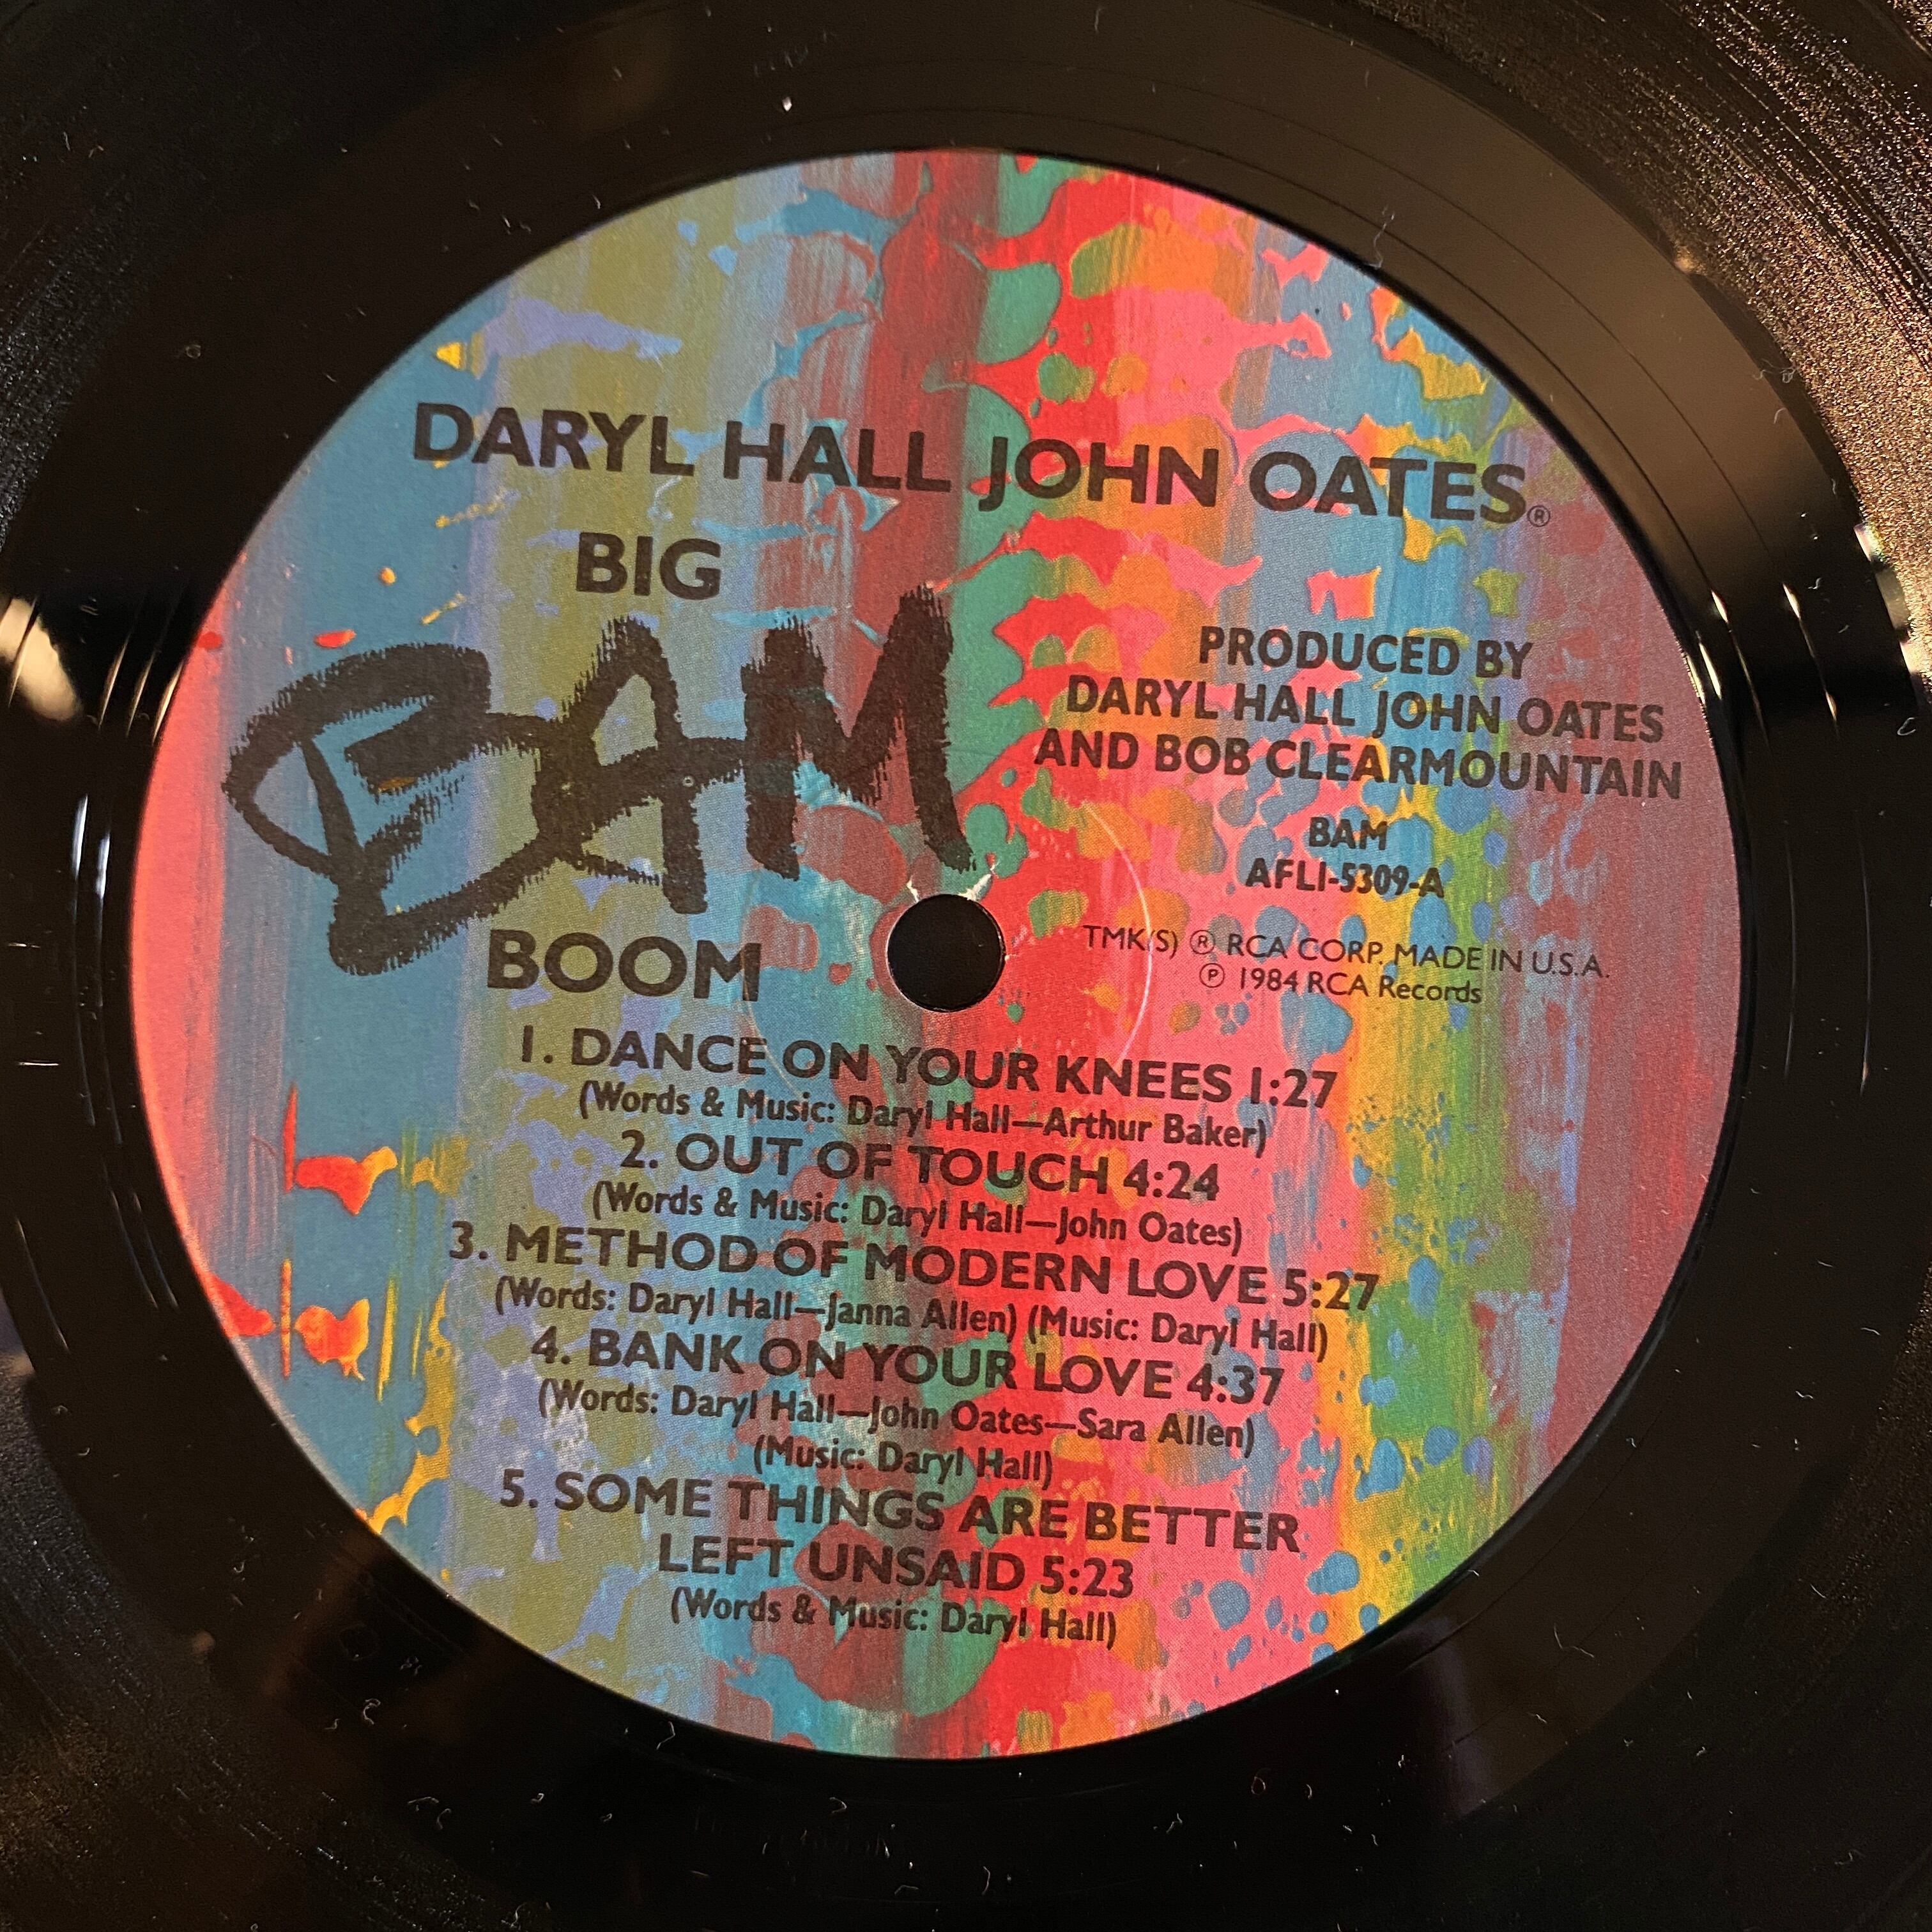 DARYL HALL JOHN OATES®
BIG
BAM
BOOM
PRODUCED BY
DARYL HALL JOHN OATES
AND BOB CLEARMOUNTAIN
BAM
AFLI-5309-A
TMK(S) ® RCA CORP. MADE IN U.S.A.
℗ 1984 RCA Records
1. DANCE ON YOUR KNEES 1:27
(Words & Music: Daryl Hall—Arthur Baker)
2. OUT OF TOUCH 4:24
(Words & Music: Daryl Hall—John Oates)
3. METHOD OF MODERN LOVE 5:27
(Words: Daryl Hall—Janna Allen) (Music: Daryl Hall)
4. BANK ON YOUR LOVE 4:37
(Words: Daryl Hall—John Oates—Sara Allen)
(Music: Daryl Hall)
5. SOME THINGS ARE BETTER
LEFT UNSAID 5:23
(Words & Music: Daryl Hall)